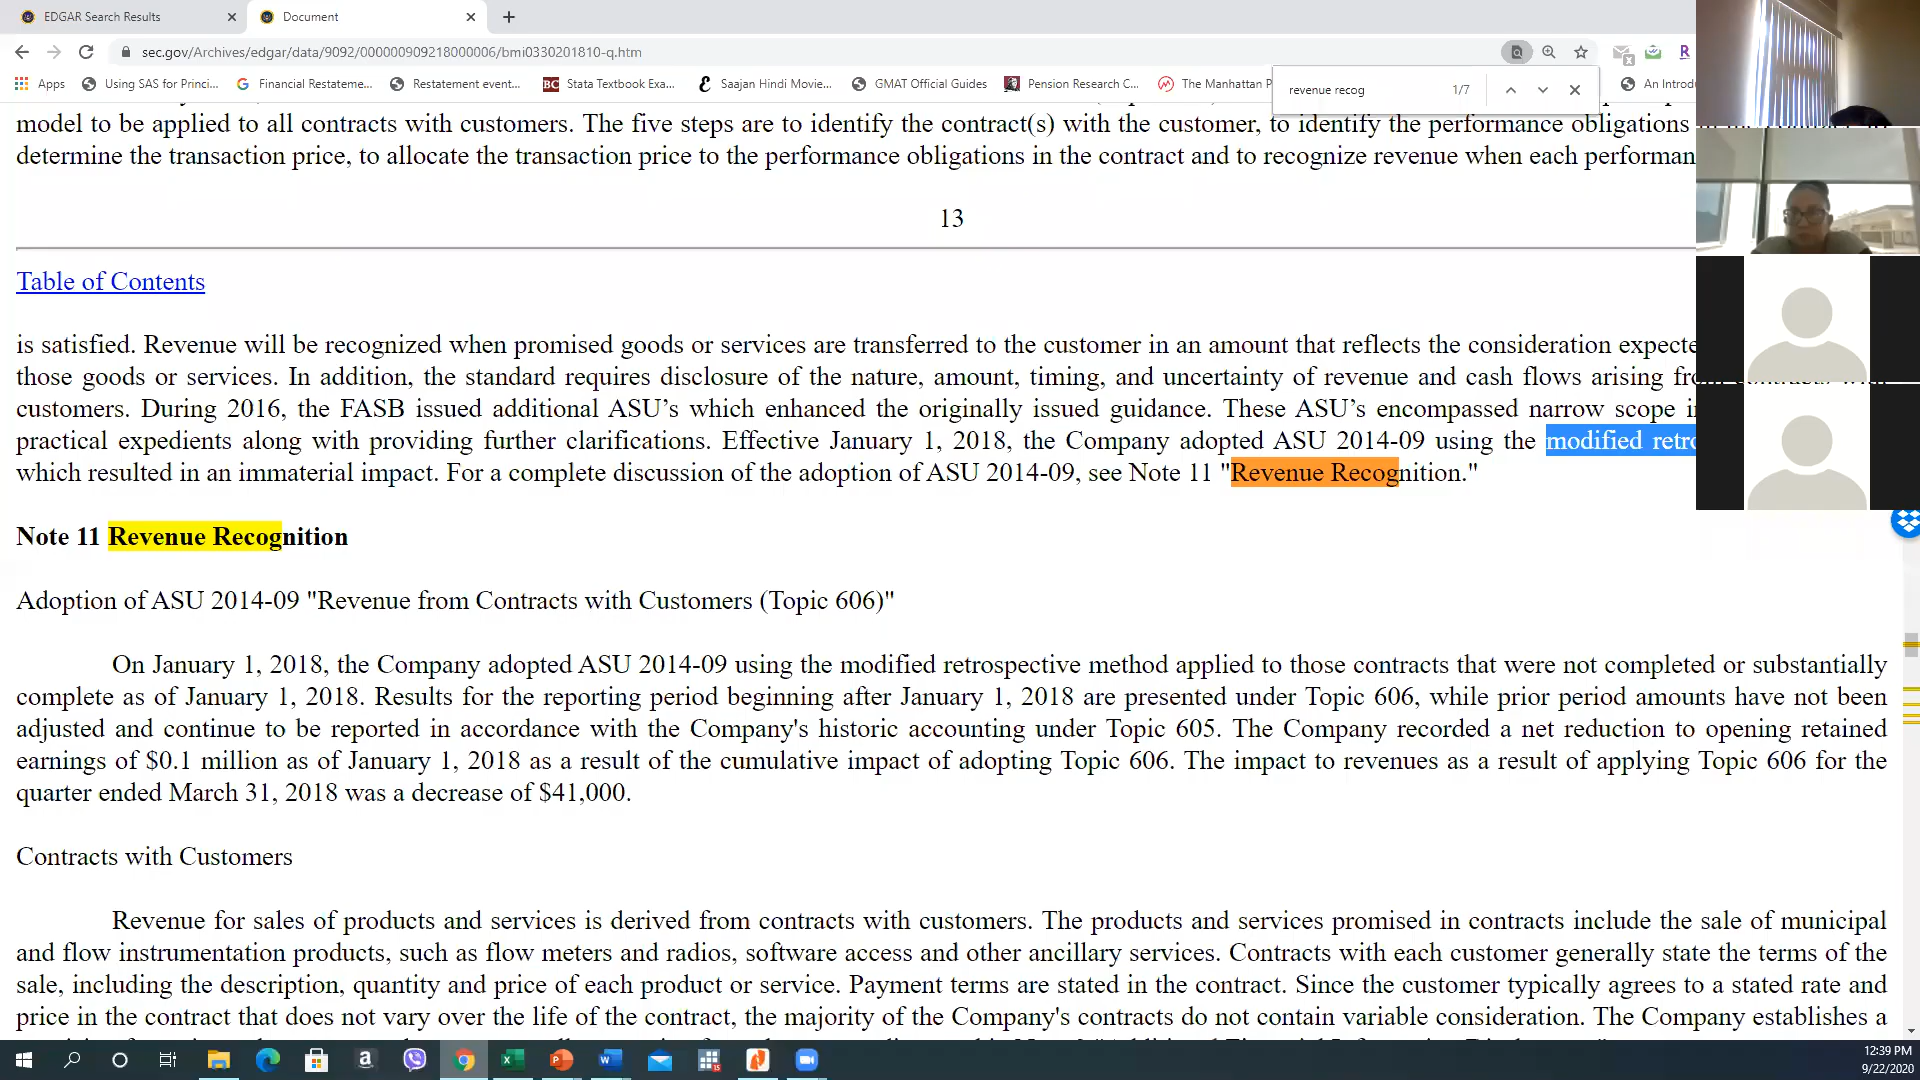 EDGAR Search Results
Document
sec.gov/Archives/edgar/data/9092/000000909218000006/bmi0330201810-q.htm
Apps Using SAS for Princi... Financial Restateme... Restatement event... BC Stata Textbook Exa... Saajan Hindi Movie... GMAT Official Guides Pension Research C... The Manhattan P An Introd
revenue recog 1/7
model to be applied to all contracts with customers. The five steps are to identify the contract(s) with the customer, to identify the performance obligations
determine the transaction price, to allocate the transaction price to the performance obligations in the contract and to recognize revenue when each performan
13
Table of Contents
is satisfied. Revenue will be recognized when promised goods or services are transferred to the customer in an amount that reflects the consideration expecte
those goods or services. In addition, the standard requires disclosure of the nature, amount, timing, and uncertainty of revenue and cash flows arising from contracts with
customers. During 2016, the FASB issued additional ASU’s which enhanced the originally issued guidance. These ASU’s encompassed narrow scope
practical expedients along with providing further clarifications. Effective January 1, 2018, the Company adopted ASU 2014-09 using the modified retro
which resulted in an immaterial impact. For a complete discussion of the adoption of ASU 2014-09, see Note 11 "Revenue Recognition."
Note 11 Revenue Recognition
Adoption of ASU 2014-09 "Revenue from Contracts with Customers (Topic 606)"
On January 1, 2018, the Company adopted ASU 2014-09 using the modified retrospective method applied to those contracts that were not completed or substantially
complete as of January 1, 2018. Results for the reporting period beginning after January 1, 2018 are presented under Topic 606, while prior period amounts have not been
adjusted and continue to be reported in accordance with the Company's historic accounting under Topic 605. The Company recorded a net reduction to opening retained
earnings of $0.1 million as of January 1, 2018 as a result of the cumulative impact of adopting Topic 606. The impact to revenues as a result of applying Topic 606 for the
quarter ended March 31, 2018 was a decrease of $41,000.
Contracts with Customers
Revenue for sales of products and services is derived from contracts with customers. The products and services promised in contracts include the sale of municipal
and flow instrumentation products, such as flow meters and radios, software access and other ancillary services. Contracts with each customer generally state the terms of the
sale, including the description, quantity and price of each product or service. Payment terms are stated in the contract. Since the customer typically agrees to a stated rate and
price in the contract that does not vary over the life of the contract, the majority of the Company's contracts do not contain variable consideration. The Company establishes a
12:39 PM
9/22/2020